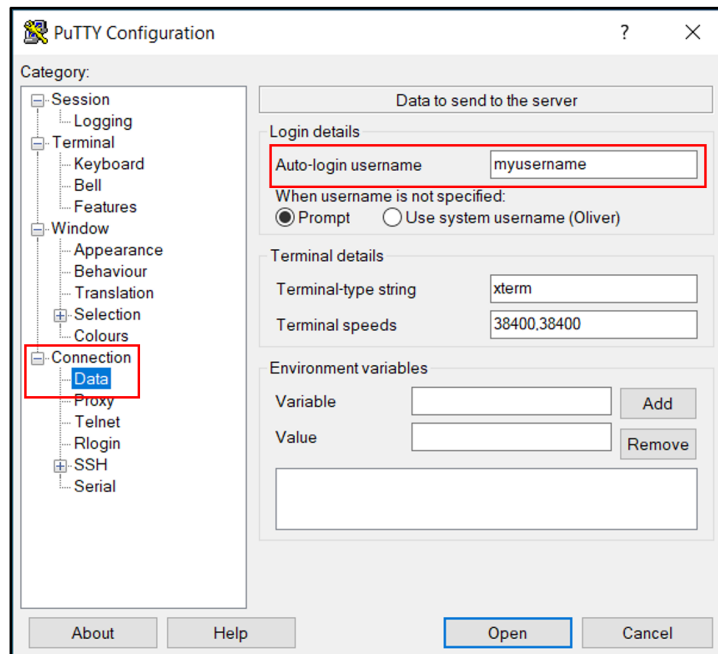 PuTTY Configuration
?
Category:
Session
Logging
Terminal
Keyboard
Bell
Features
Window
Appearance
Behaviour
Translation
Selection
Colours
Connection
Data
Proxy
Telnet
Rlogin
SSH
Serial
Data to send to the server
Login details
Auto-login username myusername
When username is not specified:
Prompt Use system username (Oliver)
Terminal details
Terminal-type string xterm
Terminal speeds 38400,38400
Environment variables
Variable Add
Value Remove
About Help Open Cancel